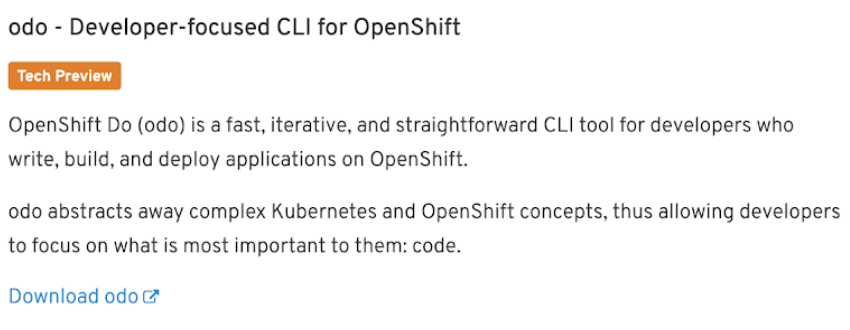 odo - Developer-focused CLI for OpenShift
Tech Preview
OpenShift Do (odo) is a fast, iterative, and straightforward CLI tool for developers who
write, build, and deploy applications on OpenShift.
odo abstracts away complex Kubernetes and OpenShift concepts, thus allowing developers
to focus on what is most important to them: code.
Download odo